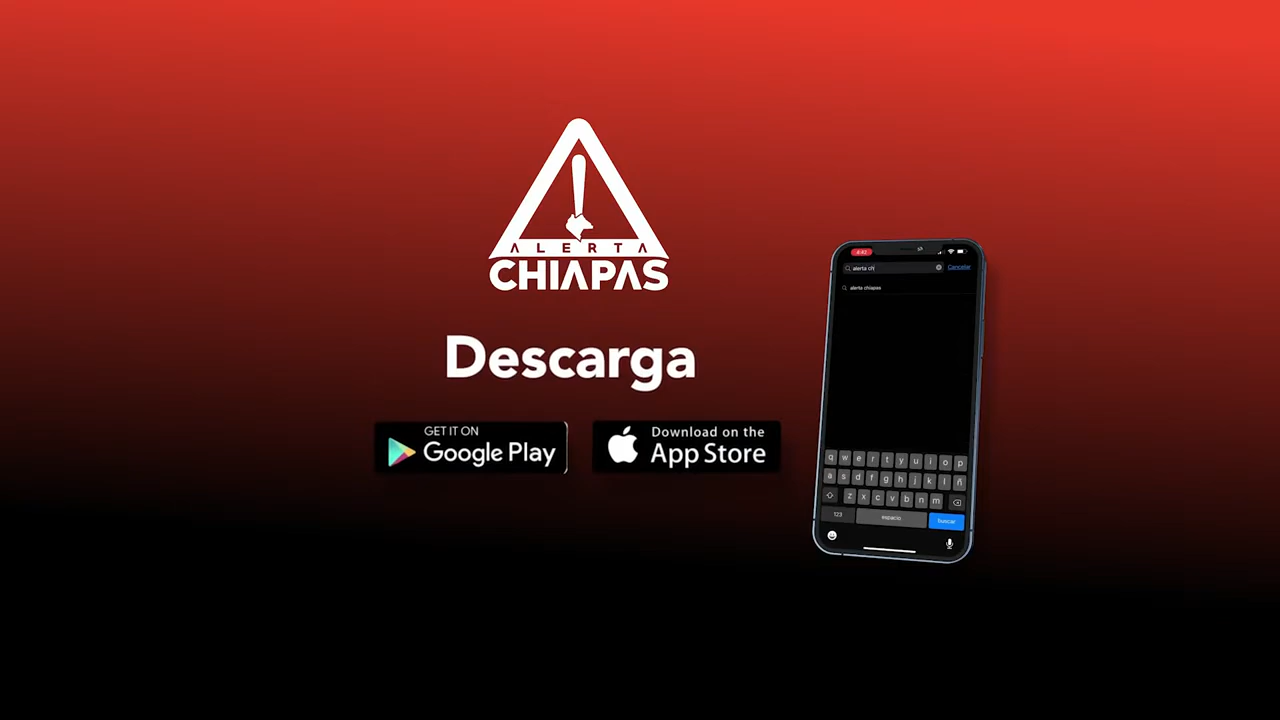 ALERTA
CHIAPAS
Descarga
GET IT ON
Google Play
Download on the
App Store
alerta ch
Cancelar
alerta chiapas
q w e r t y u i o p
a s d f g h j k l ñ
z x c v b n m
123
espacio
buscar